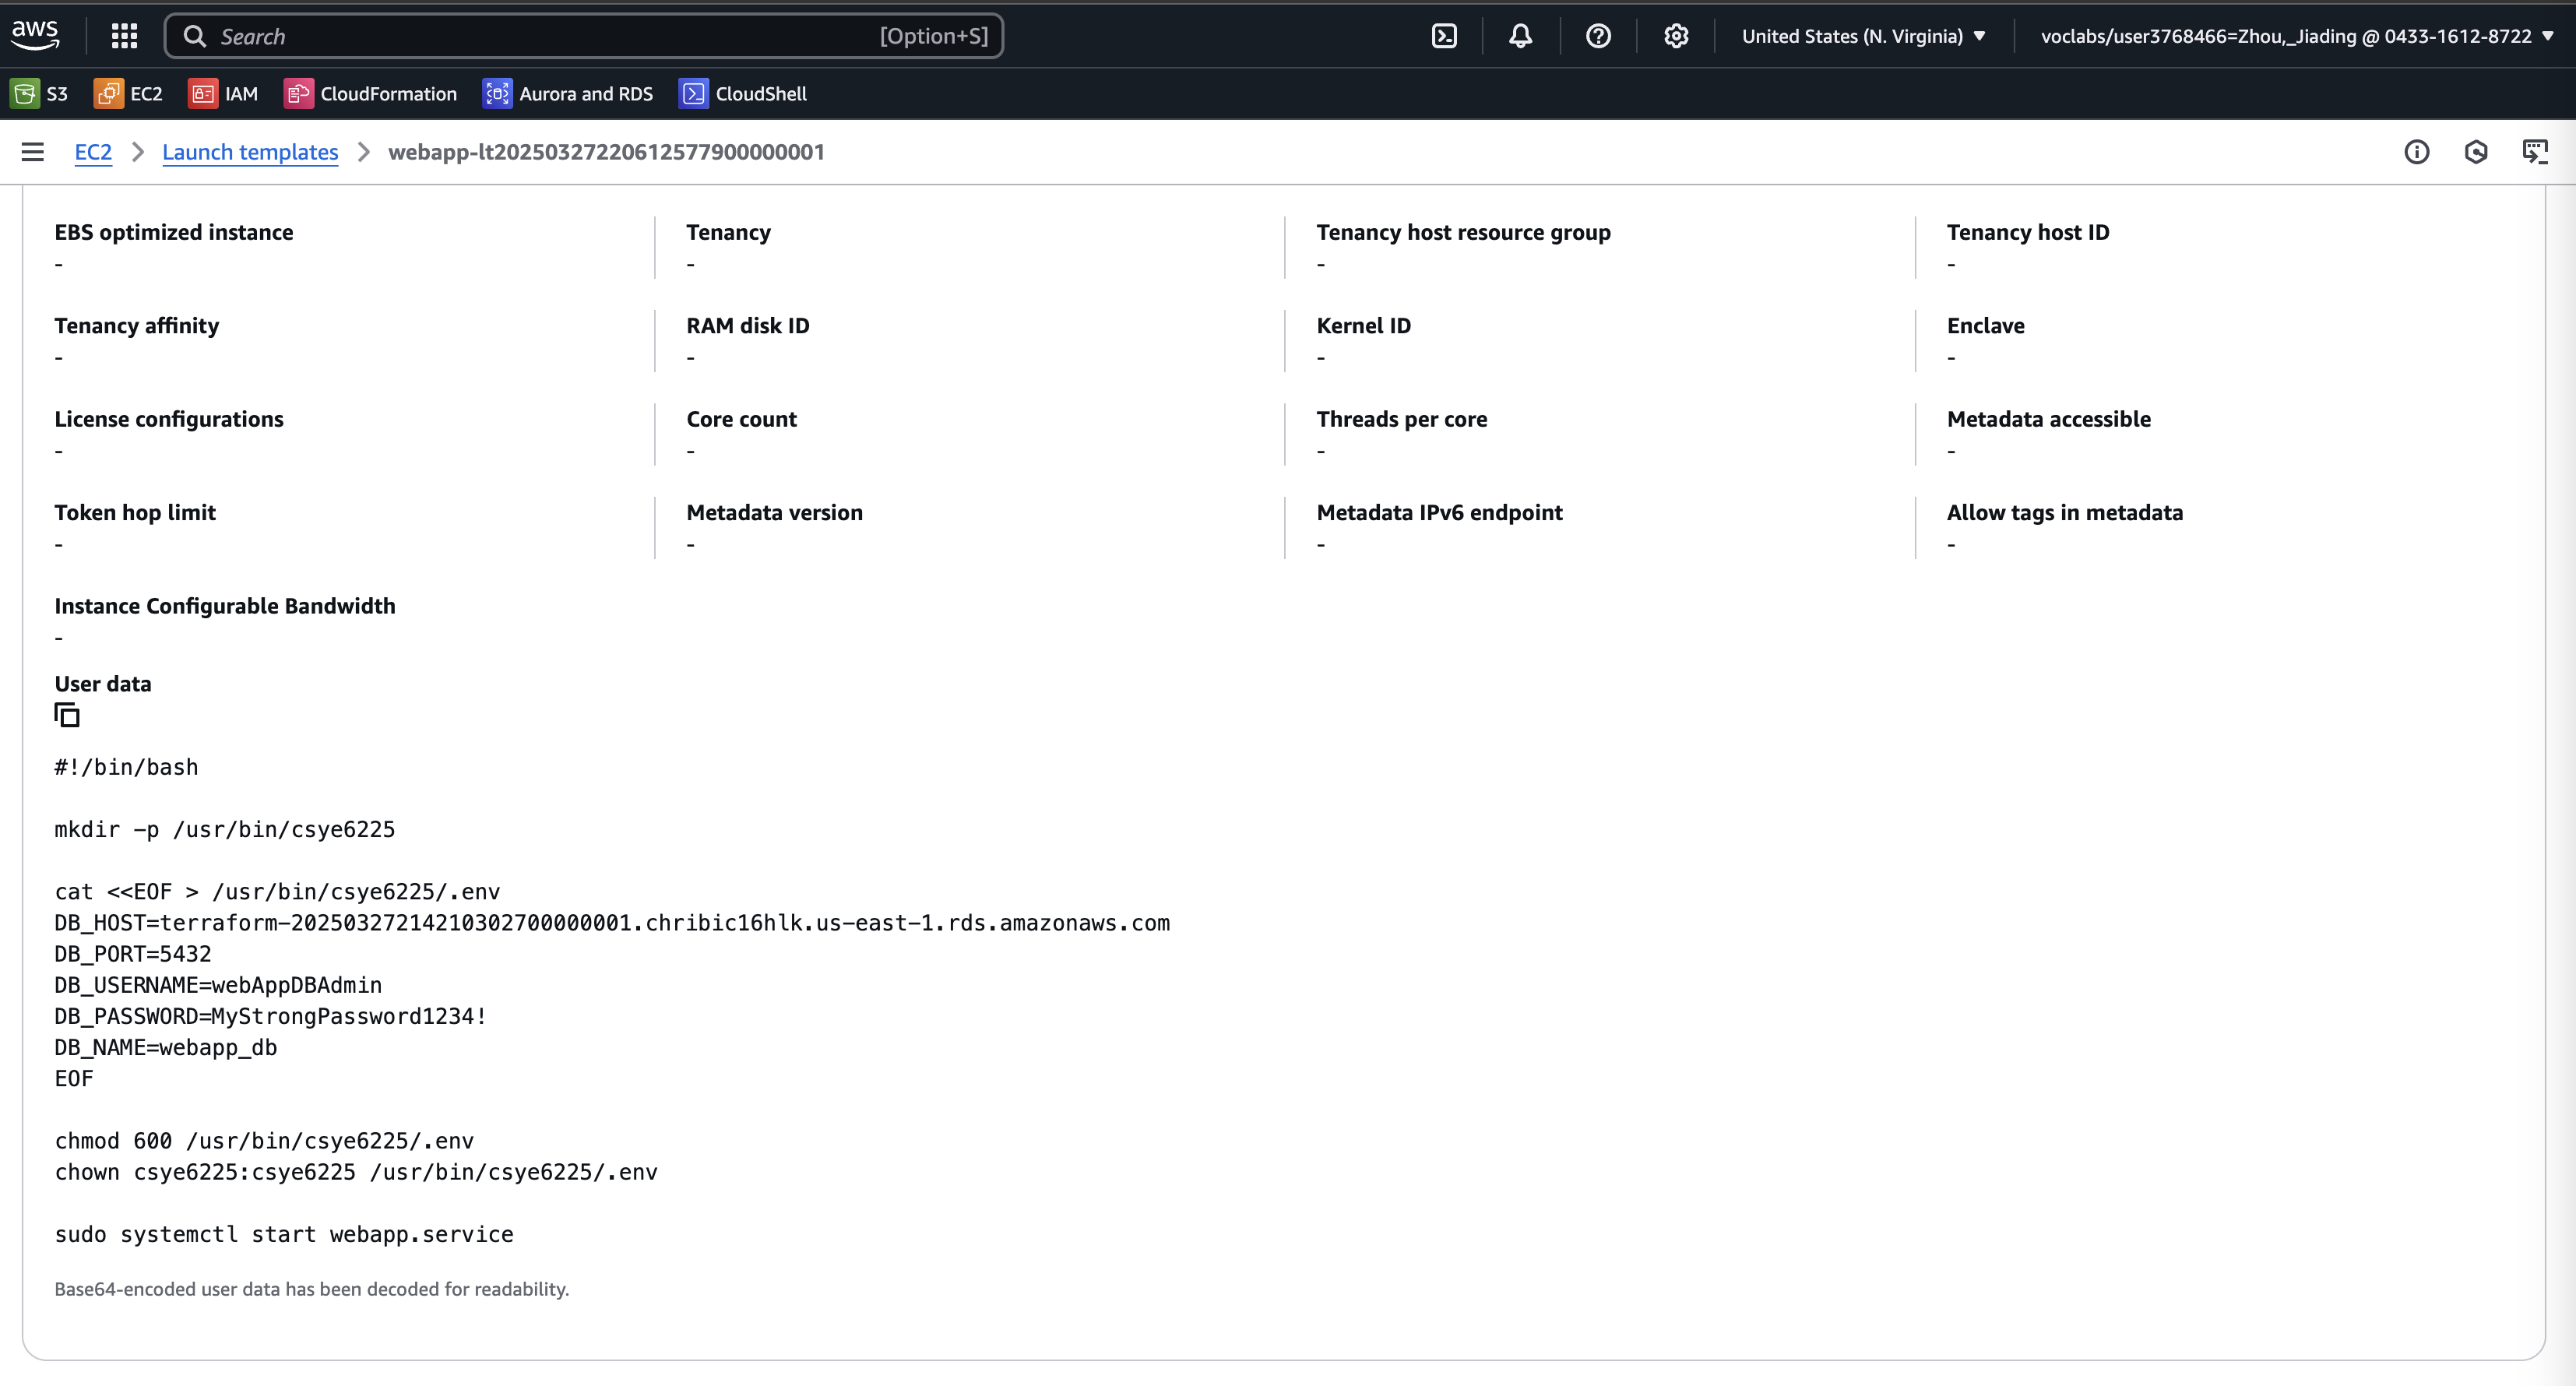 aws
Search
[Option+S]
United States (N. Virginia)
voclabs/user3768466=Zhou,_Jiading @ 0433-1612-8722
S3
EC2
IAM
CloudFormation
Aurora and RDS
CloudShell
EC2
Launch templates
webapp-lt20250327220612577900000001
EBS optimized instance
Tenancy
Tenancy host resource group
Tenancy host ID
-
-
-
-
Tenancy affinity
RAM disk ID
Kernel ID
Enclave
-
-
-
-
License configurations
Core count
Threads per core
Metadata accessible
-
-
-
-
Token hop limit
Metadata version
Metadata IPv6 endpoint
Allow tags in metadata
-
-
-
-
Instance Configurable Bandwidth
-
User data
#!/bin/bash
mkdir -p /usr/bin/csye6225
cat <<EOF > /usr/bin/csye6225/.env
DB_HOST=terraform-20250327214210302700000001.chribic16hlk.us-east-1.rds.amazonaws.com
DB_PORT=5432
DB_USERNAME=webAppDBAdmin
DB_PASSWORD=MyStrongPassword1234!
DB_NAME=webapp_db
EOF
chmod 600 /usr/bin/csye6225/.env
chown csye6225:csye6225 /usr/bin/csye6225/.env
sudo systemctl start webapp.service
Base64-encoded user data has been decoded for readability.